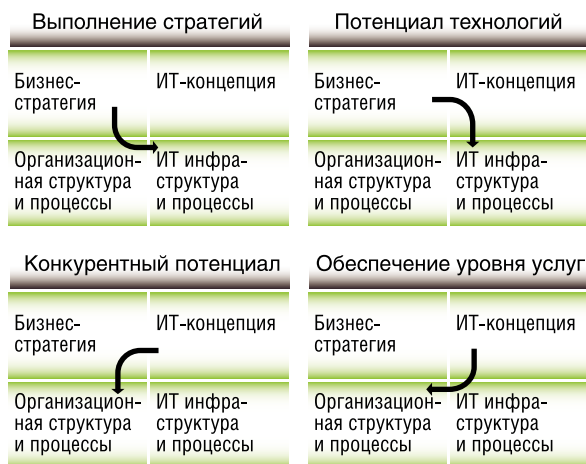 Выполнение стратегий
Бизнес-
стратегия
ИТ-концепция
Организацион-
ная структура
и процессы
ИТ инфра-
структура
и процессы
Потенциал технологий
Бизнес-
стратегия
ИТ-концепция
Организацион-
ная структура
и процессы
ИТ инфра-
структура
и процессы
Конкурентный потенциал
Бизнес-
стратегия
ИТ-концепция
Организацион-
ная структура
и процессы
ИТ инфра-
структура
и процессы
Обеспечение уровня услуг
Бизнес-
стратегия
ИТ-концепция
Организацион-
ная структура
и процессы
ИТ инфра-
структура
и процессы